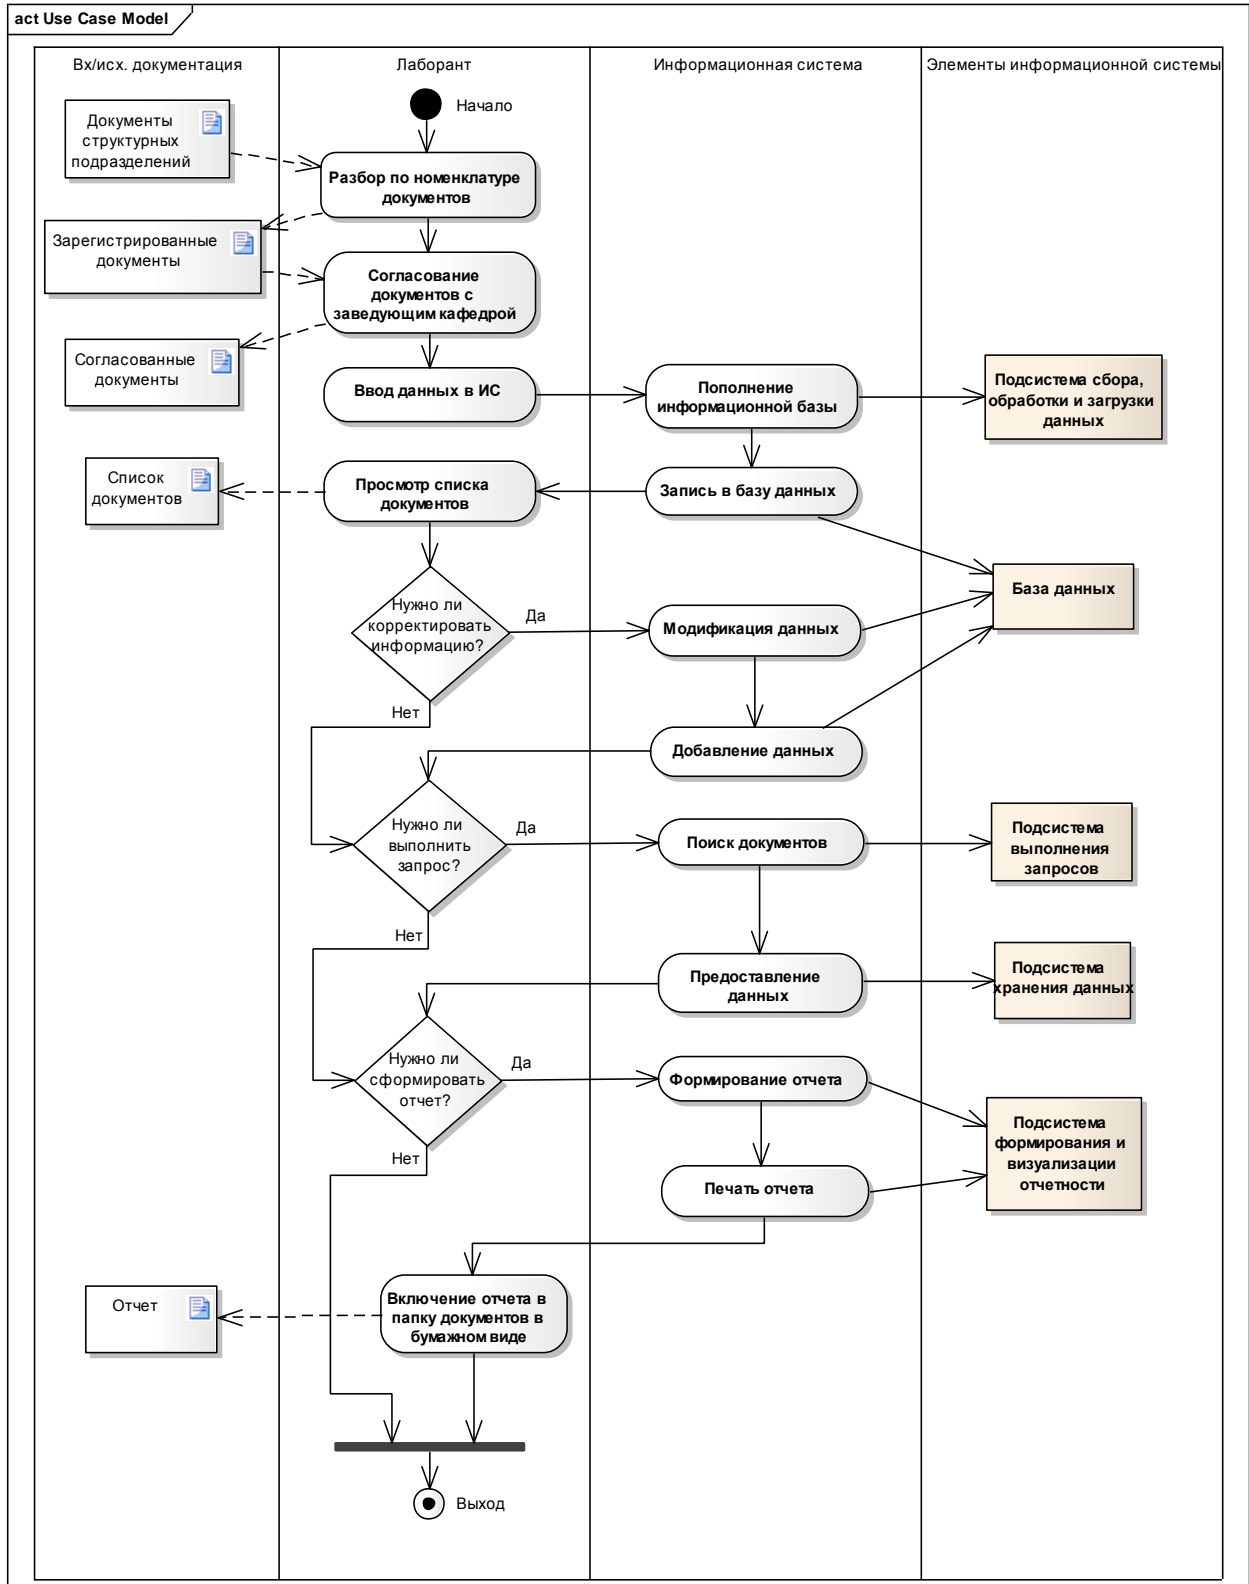 act Use Case Model
Вх/исх. документация
Лаборант
Информационная система
Элементы информационной системы
Начало
Документы
структурных
подразделений
Разбор по номенклатуре
документов
Зарегистрированные
документы
Согласование
документов с
заведующим кафедрой
Согласованные
документы
Ввод данных в ИС
Пополнение
информационной базы
Подсистема сбора,
обработки и загрузки
данных
Список
документов
Просмотр списка
документов
Запись в базу данных
База данных
Нужно ли
корректировать
информацию?
Да
Модификация данных
Нет
Добавление данных
Нужно ли
выполнить
запрос?
Да
Поиск документов
Подсистема
выполнения
запросов
Нет
Предоставление
данных
Подсистема
хранения данных
Нужно ли
сформировать
отчет?
Да
Формирование отчета
Подсистема
формирования и
визуализации
отчетности
Нет
Печать отчета
Отчет
Включение отчета в
папку документов в
бумажном виде
Выход